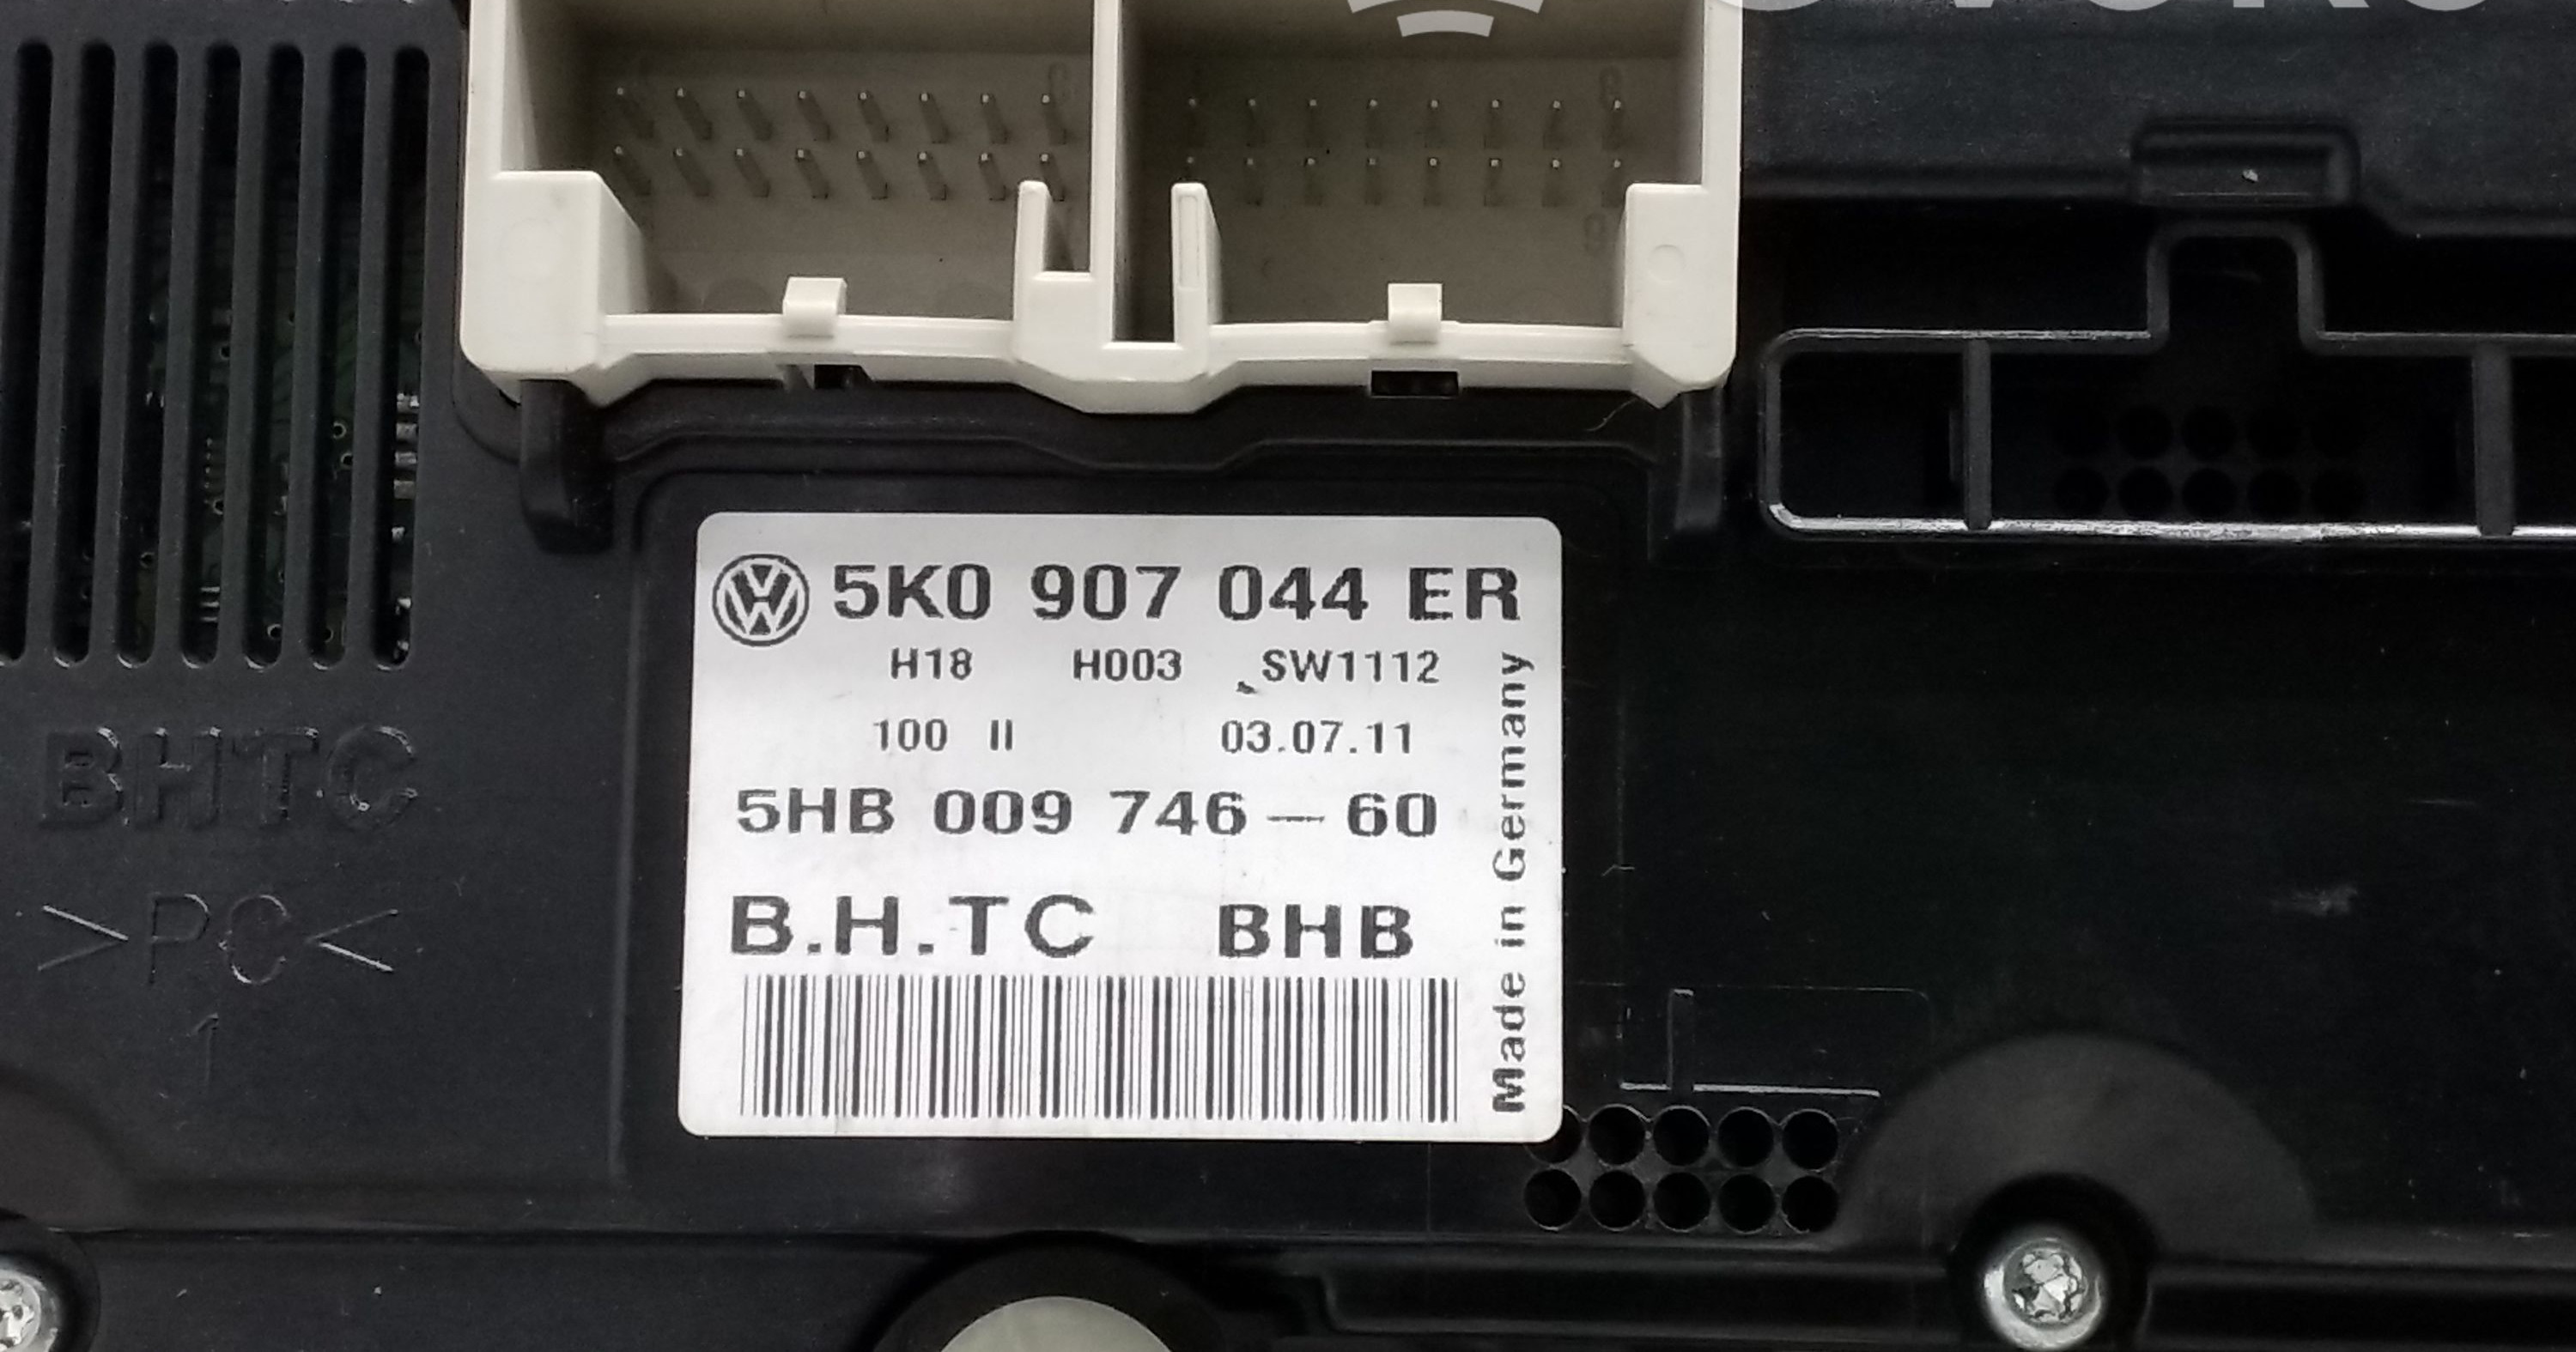 5K0 907 044 ER
H18 H003 SW1112
100 II 03.07.11
5HB 009 746-60
B.H.TC BHB
Made in Germany
BHTC
>PC<
1